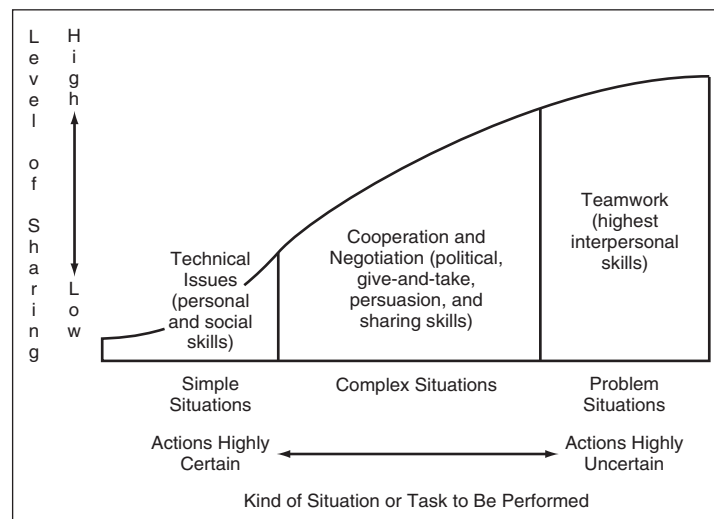 Level of Sharing
High
Low
Technical
Issues
(personal
and social
skills)
Cooperation and
Negotiation (political,
give-and-take,
persuasion, and
sharing skills)
Teamwork
(highest
interpersonal
skills)
Simple
Situations
Complex Situations
Problem
Situations
Actions Highly
Certain
Actions Highly
Uncertain
Kind of Situation or Task to Be Performed